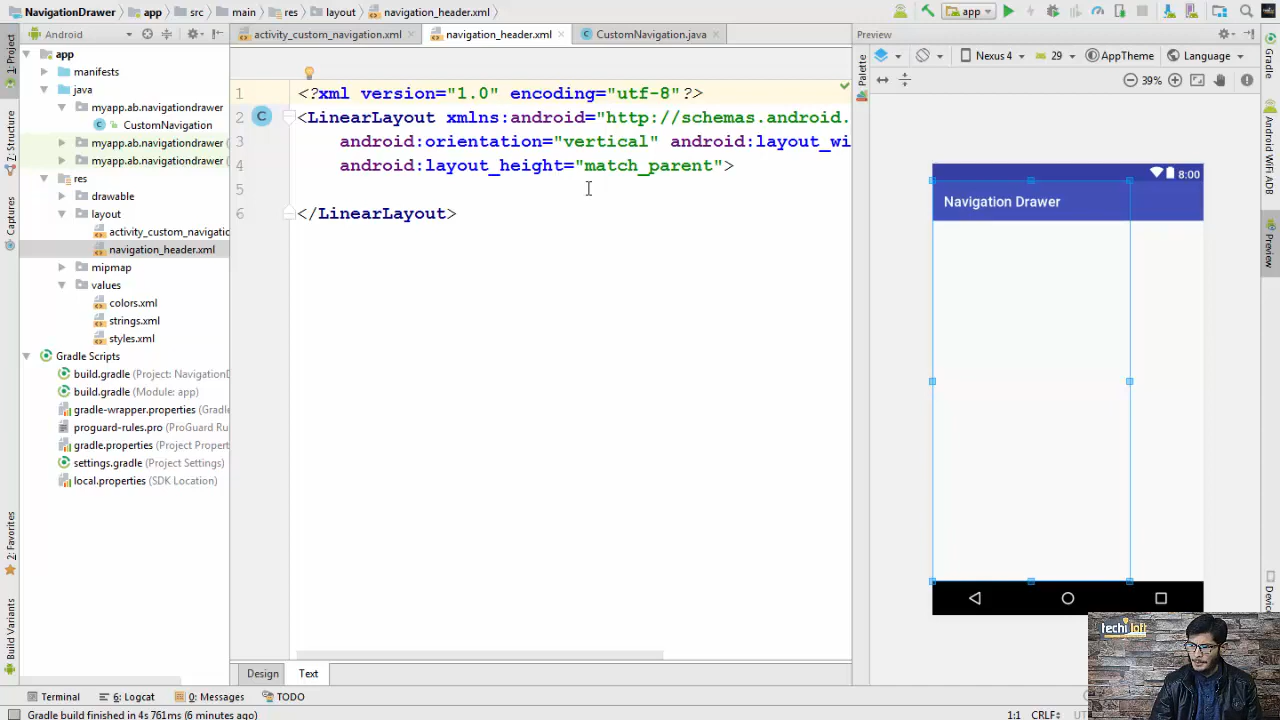 NavigationDrawer app src main res layout navigation_header.xml
app
Android
activity_custom_navigation.xml navigation_header.xml CustomNavigation.java
Preview
1: Project
7: Structure
Captures
2: Favorites
Build Variants
app
manifests
java
myapp.ab.navigationdrawer
CustomNavigation
myapp.ab.navigationdrawer
myapp.ab.navigationdrawer
res
drawable
layout
activity_custom_navigatio
navigation_header.xml
mipmap
values
colors.xml
strings.xml
styles.xml
Gradle Scripts
build.gradle (Project: NavigationD
build.gradle (Module: app)
gradle-wrapper.properties (Gradle
proguard-rules.pro (ProGuard Ru
gradle.properties (Project Propert
settings.gradle (Project Settings)
local.properties (SDK Location)
1 <?xml version="1.0" encoding="utf-8"?>
2 <LinearLayout xmlns:android="http://schemas.android.
3 android:orientation="vertical" android:layout_wi
4 android:layout_height="match_parent">
5
6 </LinearLayout>
C
Palette
Nexus 4 29 AppTheme Language
39%
8:00
Navigation Drawer
Gradle
Android WiFi ADB
Preview
Device
techi loft
Design Text
Terminal 6: Logcat 0: Messages TODO
Gradle build finished in 4s 761ms (6 minutes ago)
1:1 CRLF UT